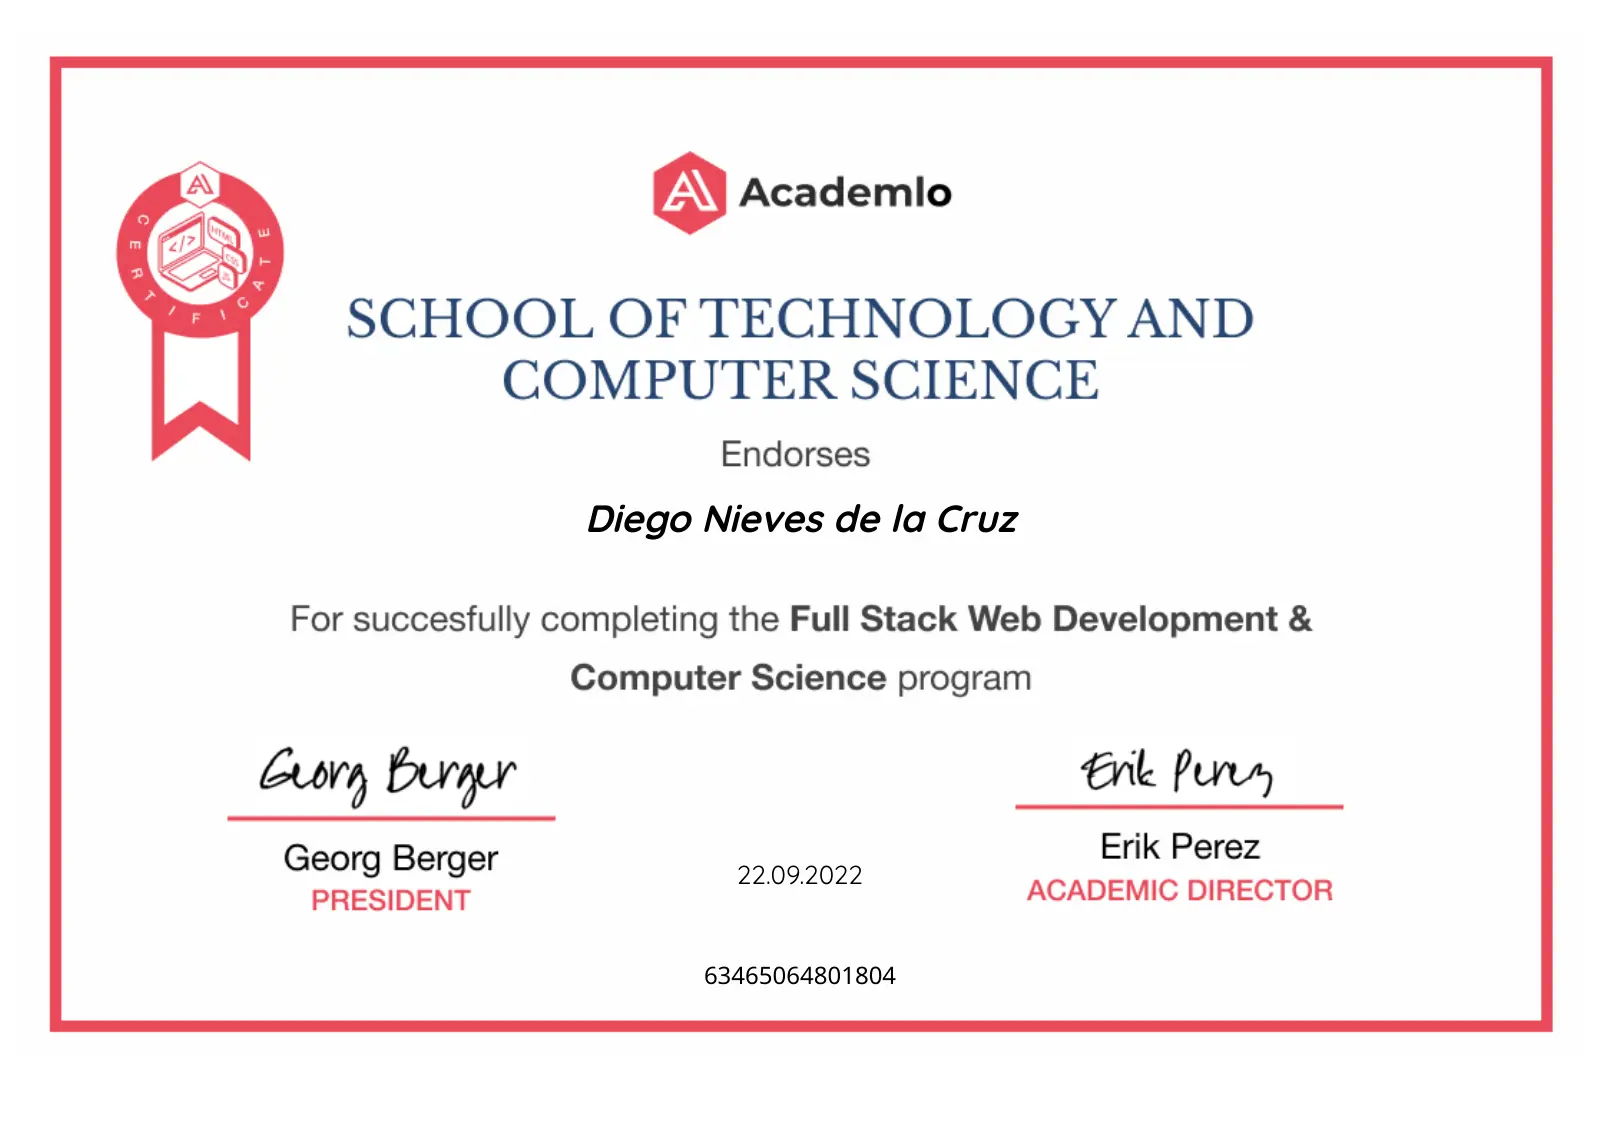 Academlo
CERTIFICATE
</>
HTML
CSS
JS
SCHOOL OF TECHNOLOGY AND
COMPUTER SCIENCE
Endorses
Diego Nieves de la Cruz
For succesfully completing the Full Stack Web Development &
Computer Science program
Georg Berger
Erik Perez
Georg Berger
PRESIDENT
22.09.2022
Erik Perez
ACADEMIC DIRECTOR
63465064801804